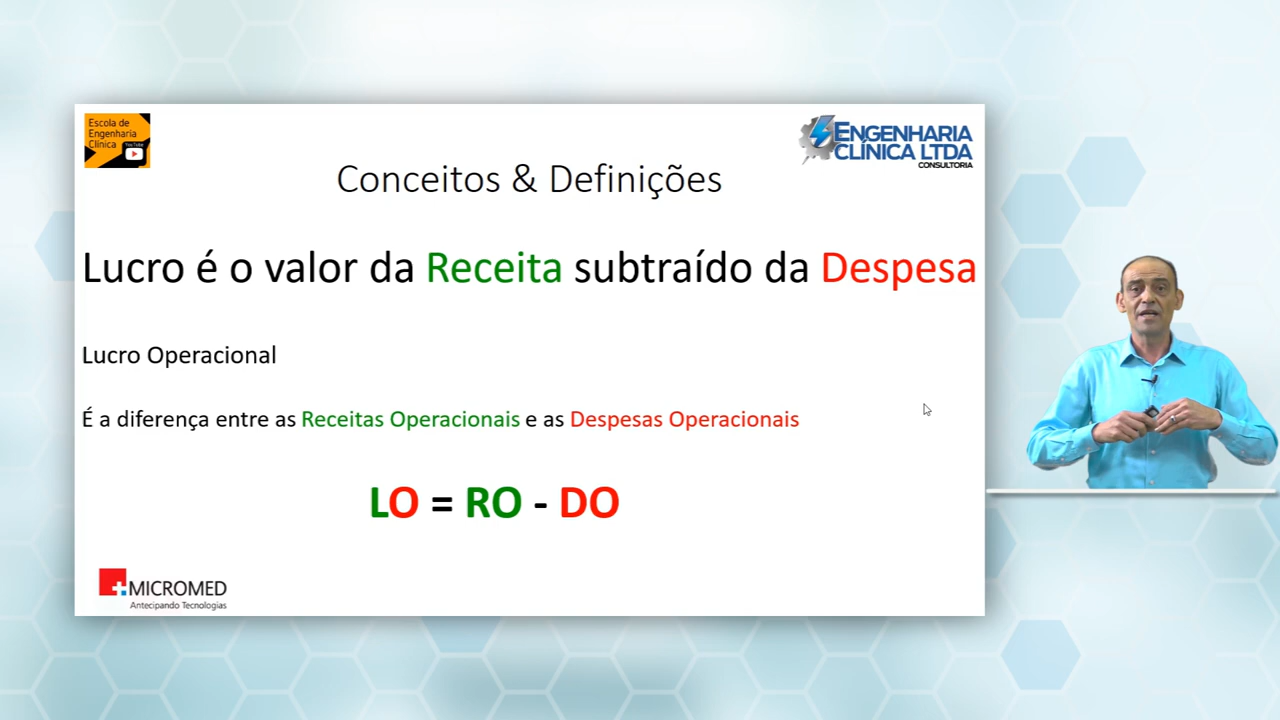 Escola de
Engenharia
Clínica
YouTube
ENGENHARIA
CLÍNICA LTDA
CONSULTORIA
Conceitos & Definições
Lucro é o valor da Receita subtraído da Despesa
Lucro Operacional
É a diferença entre as Receitas Operacionais e as Despesas Operacionais
LO = RO - DO
MICROMED
Antecipando Tecnologias